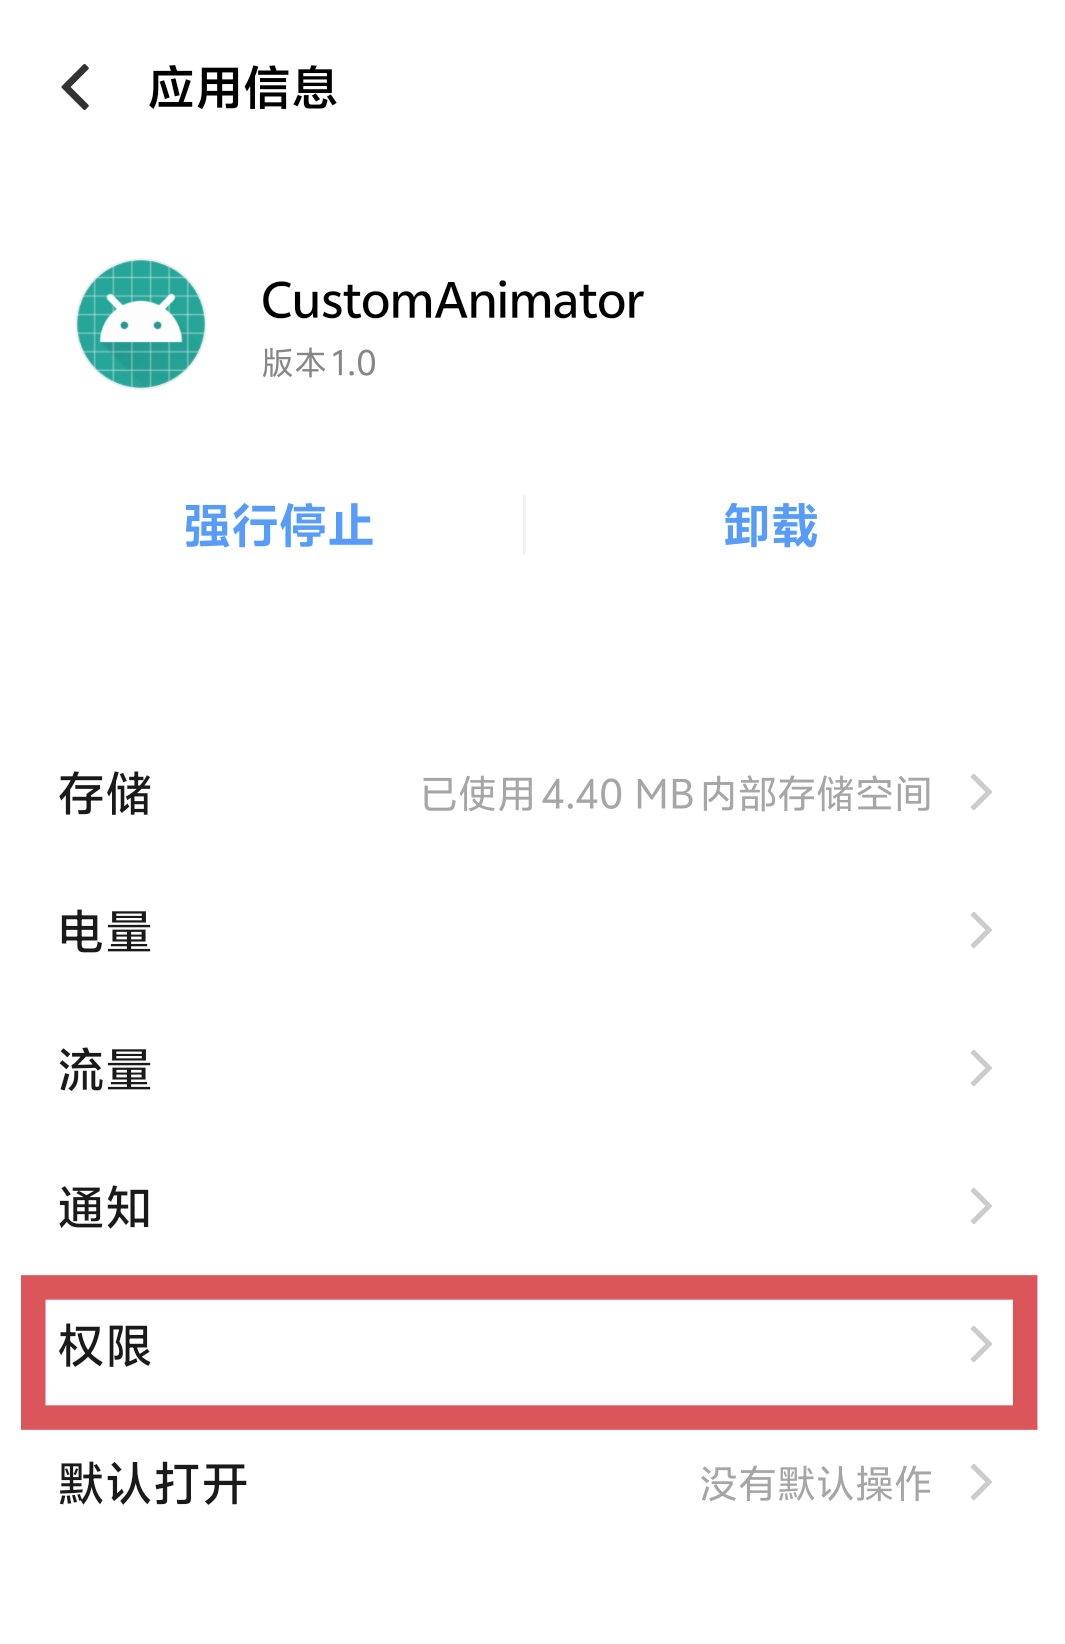 应用信息
CustomAnimator
版本1.0
强行停止
卸载
存储
已使用4.40 MB内部存储空间
电量
流量
通知
权限
默认打开
没有默认操作